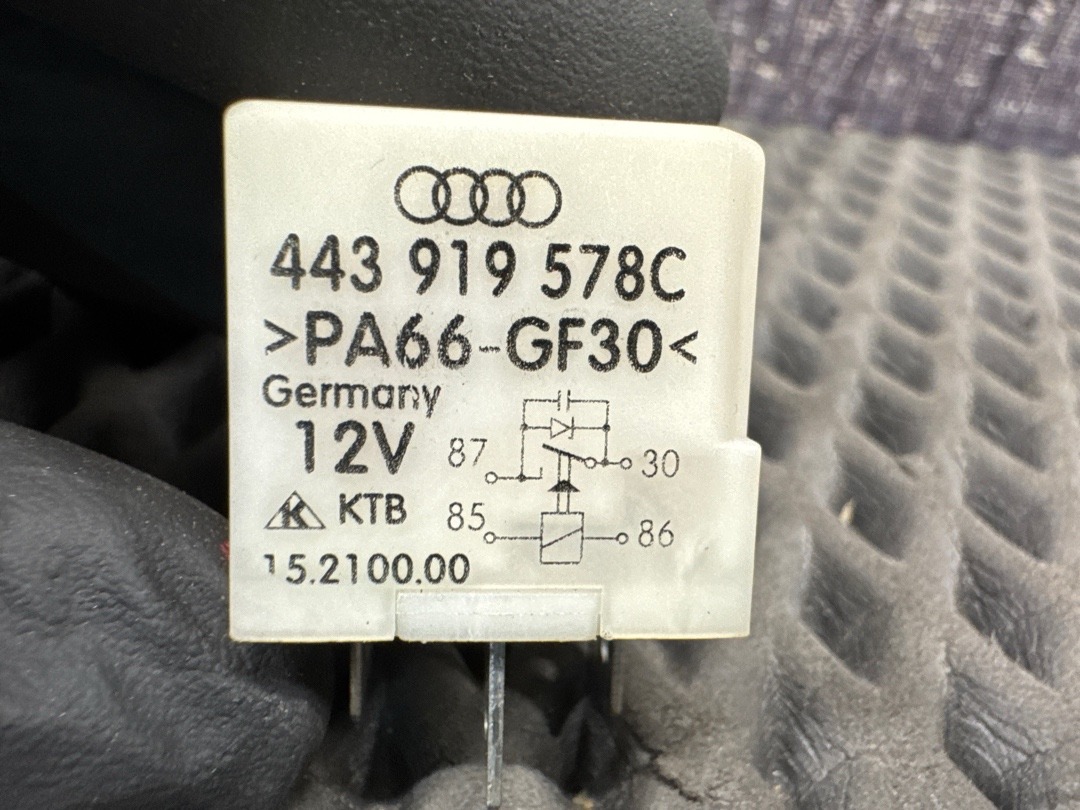 443 919 578C
>PA66-GF30<
Germany
12V
87
30
K KTB
85
86
15.2100.00